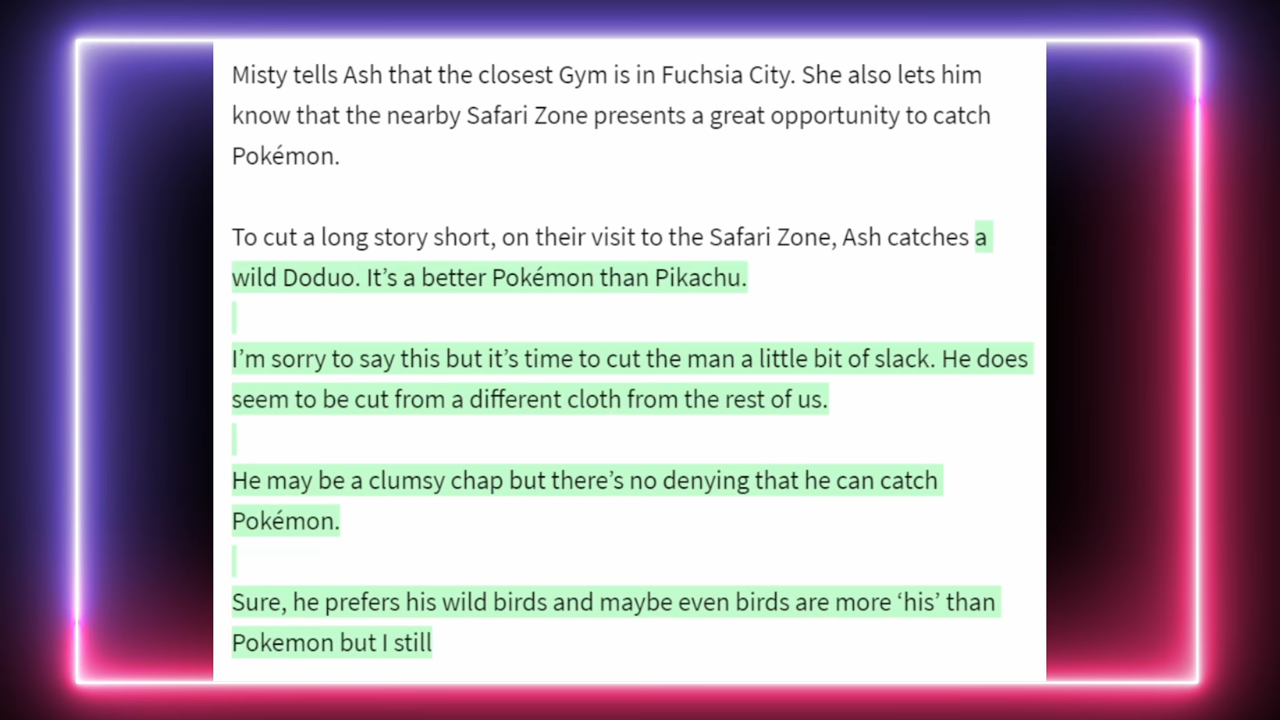 Misty tells Ash that the closest Gym is in Fuchsia City. She also lets him
know that the nearby Safari Zone presents a great opportunity to catch
Pokémon.
To cut a long story short, on their visit to the Safari Zone, Ash catches a
wild Doduo. It’s a better Pokémon than Pikachu.
I’m sorry to say this but it’s time to cut the man a little bit of slack. He does
seem to be cut from a different cloth from the rest of us.
He may be a clumsy chap but there’s no denying that he can catch
Pokémon.
Sure, he prefers his wild birds and maybe even birds are more ‘his’ than
Pokemon but I still